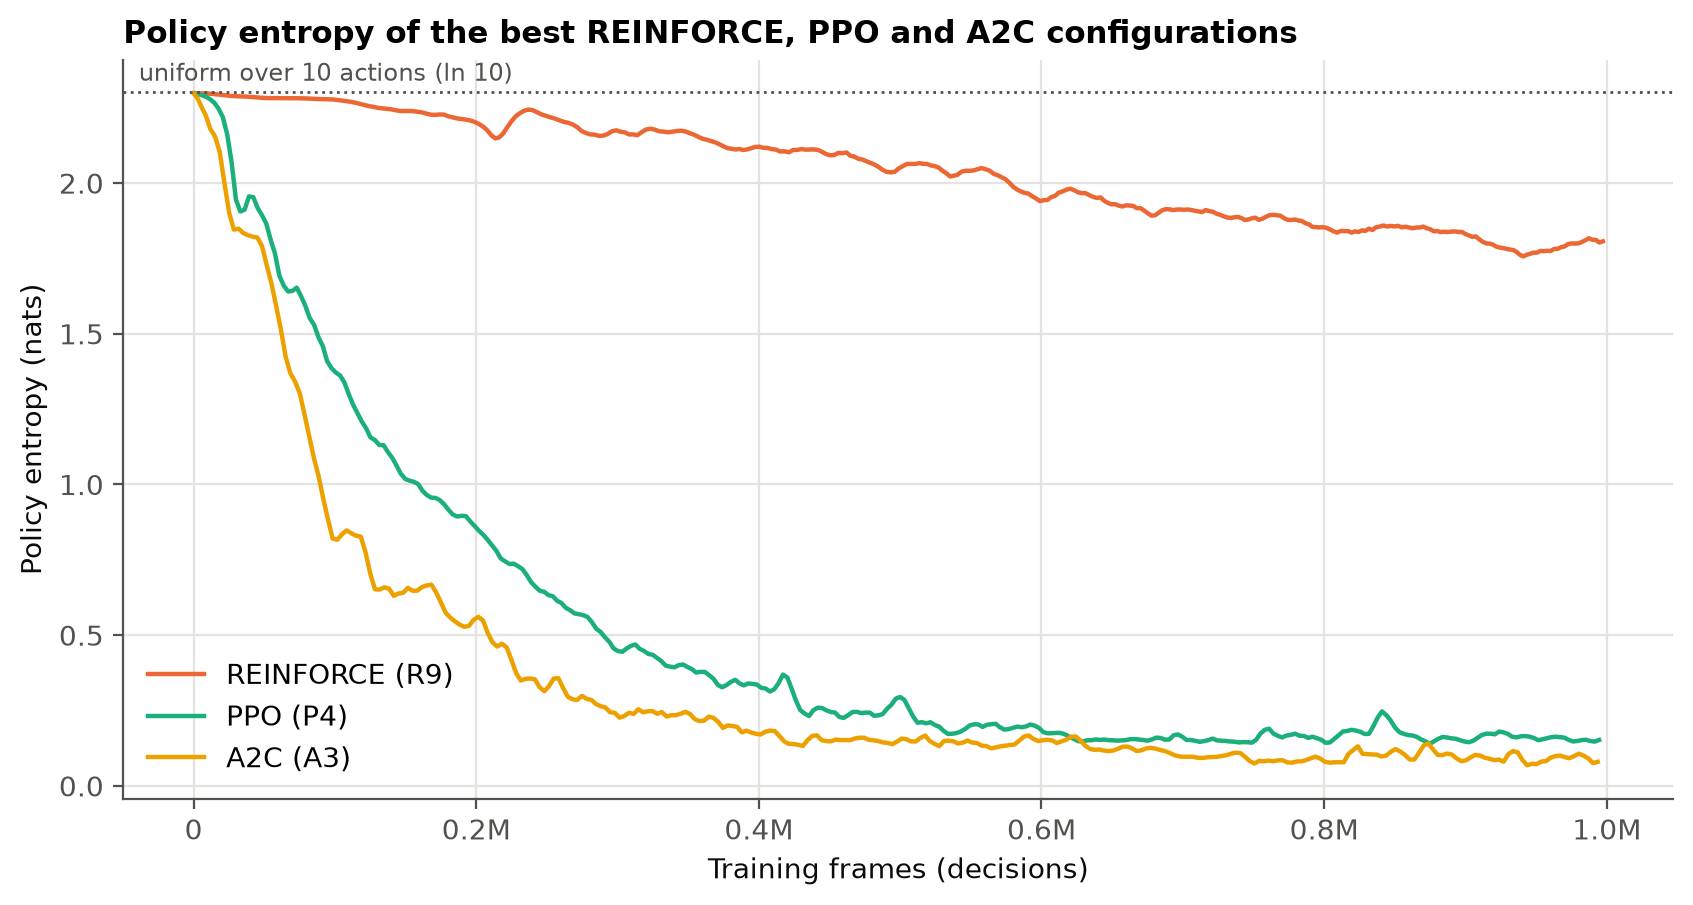 Policy entropy of the best REINFORCE, PPO and A2C configurations
uniform over 10 actions (ln 10)
Policy entropy (nats)
2.0
1.5
1.0
0.5
0.0
REINFORCE (R9)
PPO (P4)
A2C (A3)
0 0.2M 0.4M 0.6M 0.8M 1.0M
Training frames (decisions)